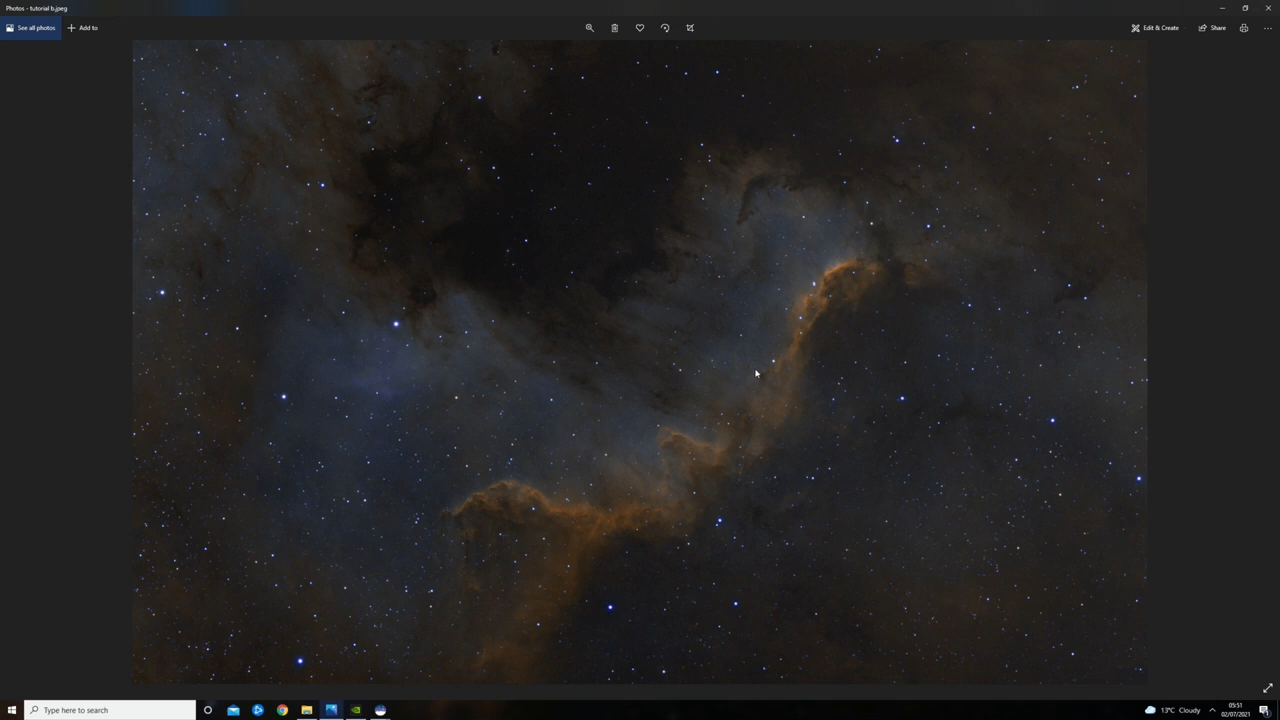 Photos - tutorial b.jpeg
See all photos
Add to
Edit & Create
Share
Type here to search
13°C Cloudy
05:51
02/07/2021